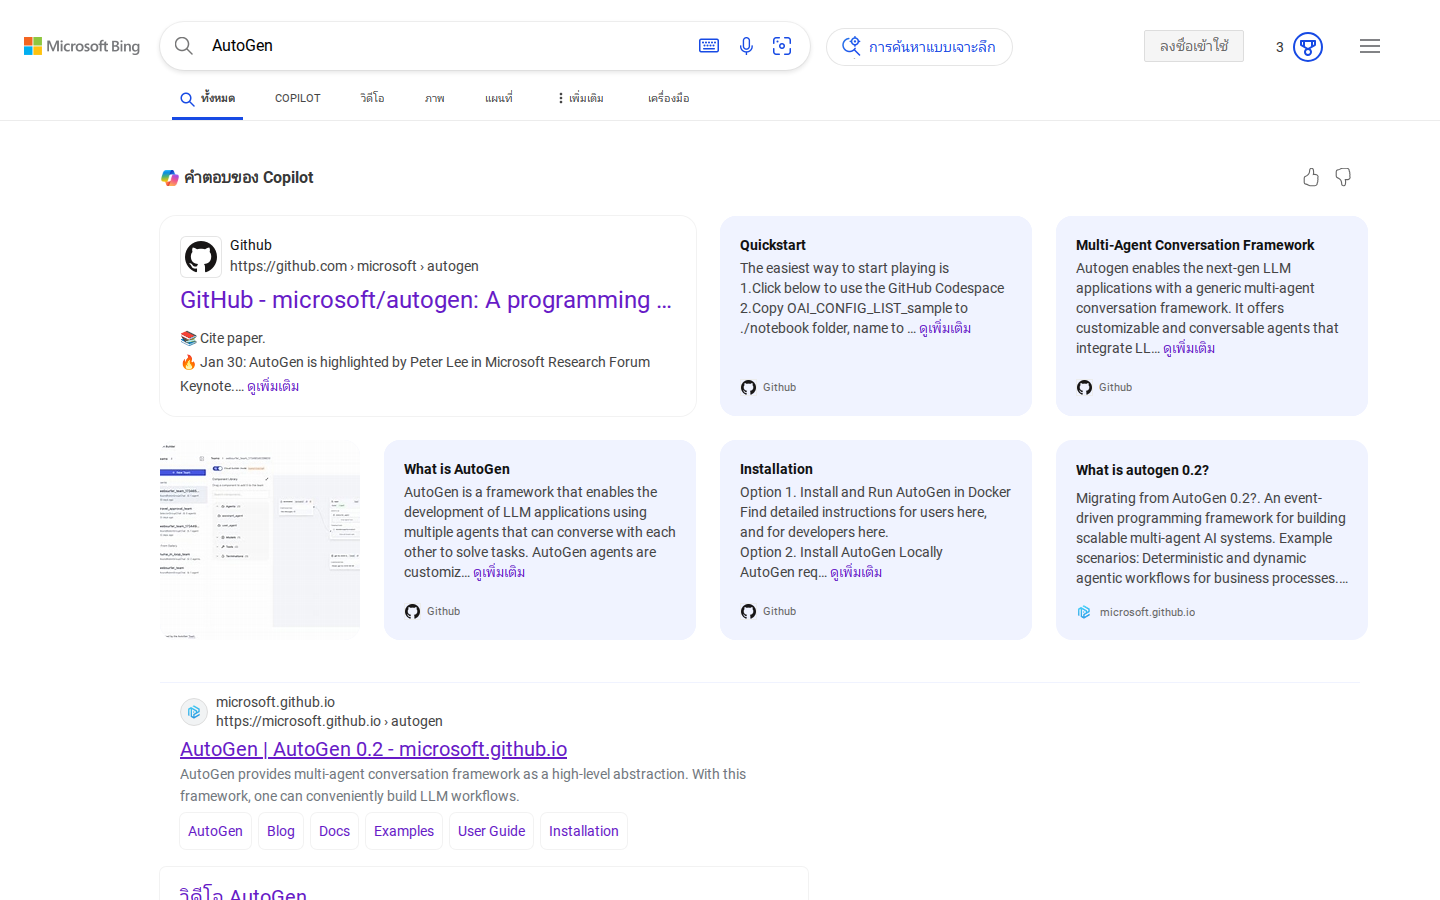 Microsoft Bing
AutoGen
การค้นหาแบบเจาะลึก
ลงชื่อเข้าใช้
3
ทั้งหมด
COPILOT
วิดีโอ
ภาพ
แผนที่
เพิ่มเติม
เครื่องมือ
คำตอบของ Copilot
Github
https://github.com › microsoft › autogen
GitHub - microsoft/autogen: A programming ...
📚 Cite paper.
🔥 Jan 30: AutoGen is highlighted by Peter Lee in Microsoft Research Forum
Keynote.... ดูเพิ่มเติม
Quickstart
The easiest way to start playing is
1.Click below to use the GitHub Codespace
2.Copy OAI_CONFIG_LIST_sample to
./notebook folder, name to ... ดูเพิ่มเติม
Github
Multi-Agent Conversation Framework
Autogen enables the next-gen LLM
applications with a generic multi-agent
conversation framework. It offers
customizable and conversable agents that
integrate LL... ดูเพิ่มเติม
Github
What is AutoGen
AutoGen is a framework that enables the
development of LLM applications using
multiple agents that can converse with each
other to solve tasks. AutoGen agents are
customiz... ดูเพิ่มเติม
Github
Installation
Option 1. Install and Run AutoGen in Docker
Find detailed instructions for users here,
and for developers here.
Option 2. Install AutoGen Locally
AutoGen req... ดูเพิ่มเติม
Github
What is autogen 0.2?
Migrating from AutoGen 0.2?. An event-
driven programming framework for building
scalable multi-agent AI systems. Example
scenarios: Deterministic and dynamic
agentic workflows for business processes....
microsoft.github.io
microsoft.github.io
https://microsoft.github.io › autogen
AutoGen | AutoGen 0.2 - microsoft.github.io
AutoGen provides multi-agent conversation framework as a high-level abstraction. With this
framework, one can conveniently build LLM workflows.
AutoGen
Blog
Docs
Examples
User Guide
Installation
วิดีโอ AutoGen